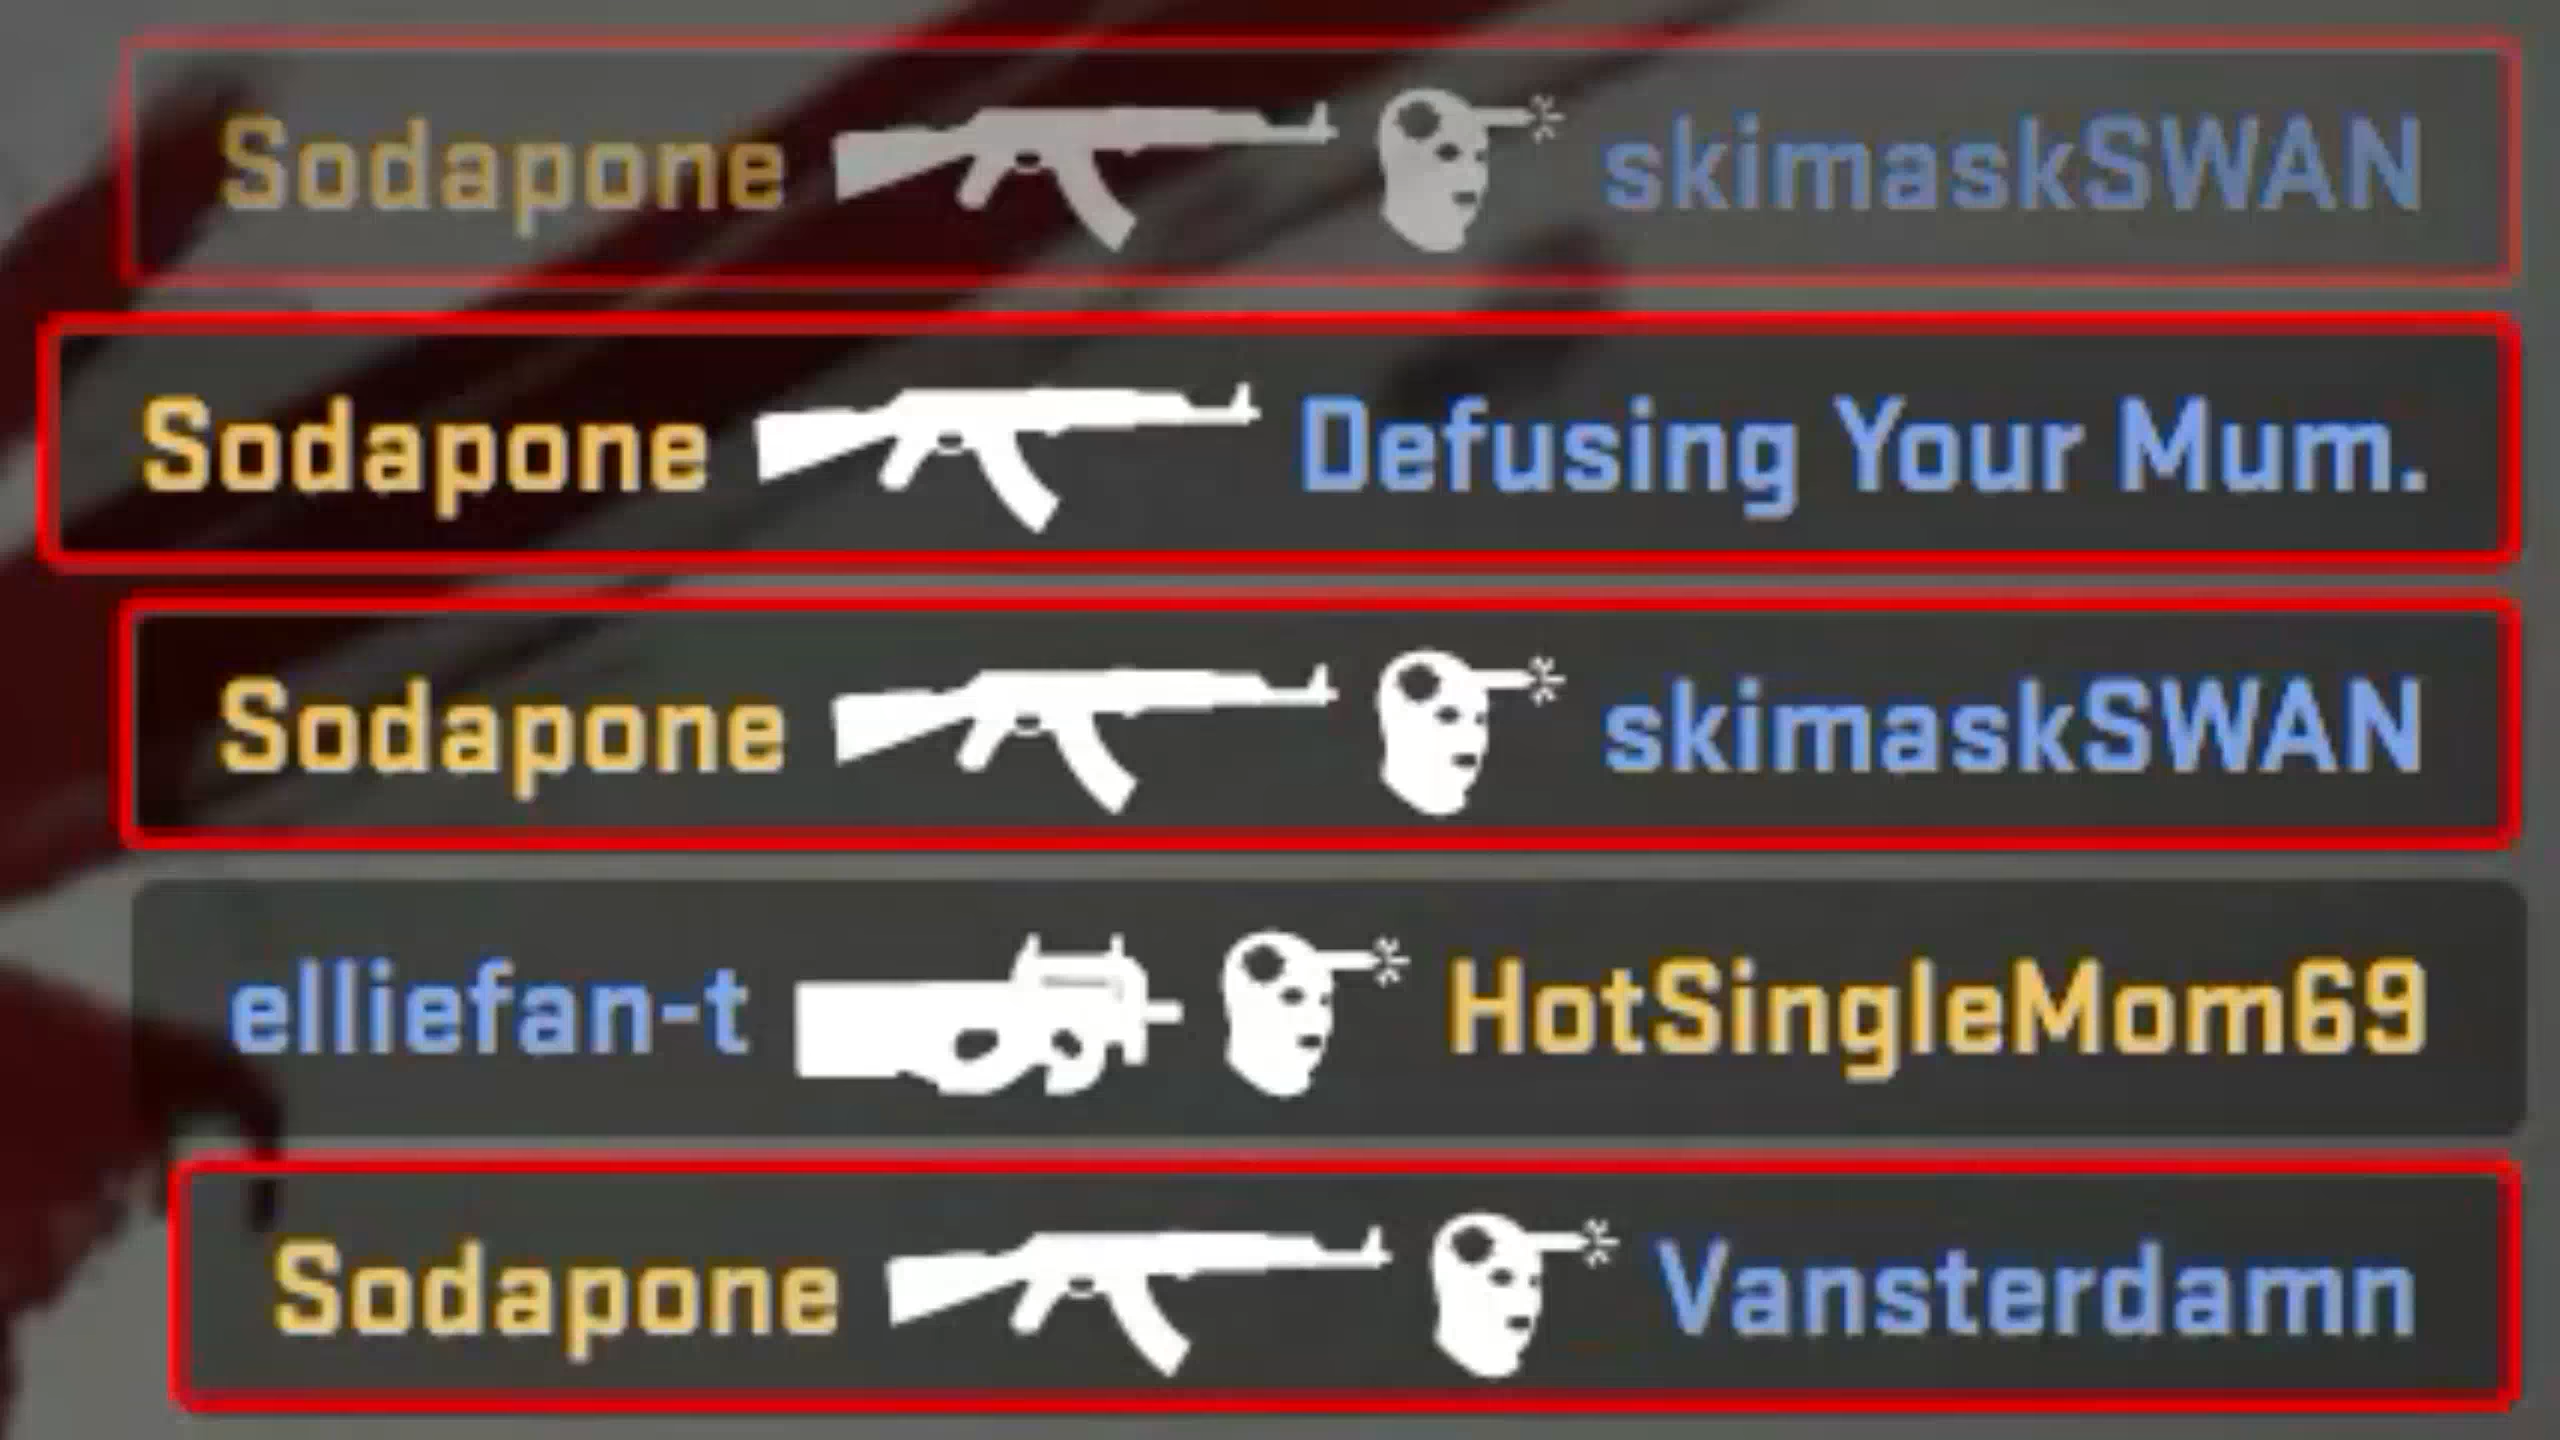 Sodapone skimaskSWAN
Sodapone Defusing Your Mum.
Sodapone skimaskSWAN
elliefan-t HotSingleMom69
Sodapone Vansterdamn